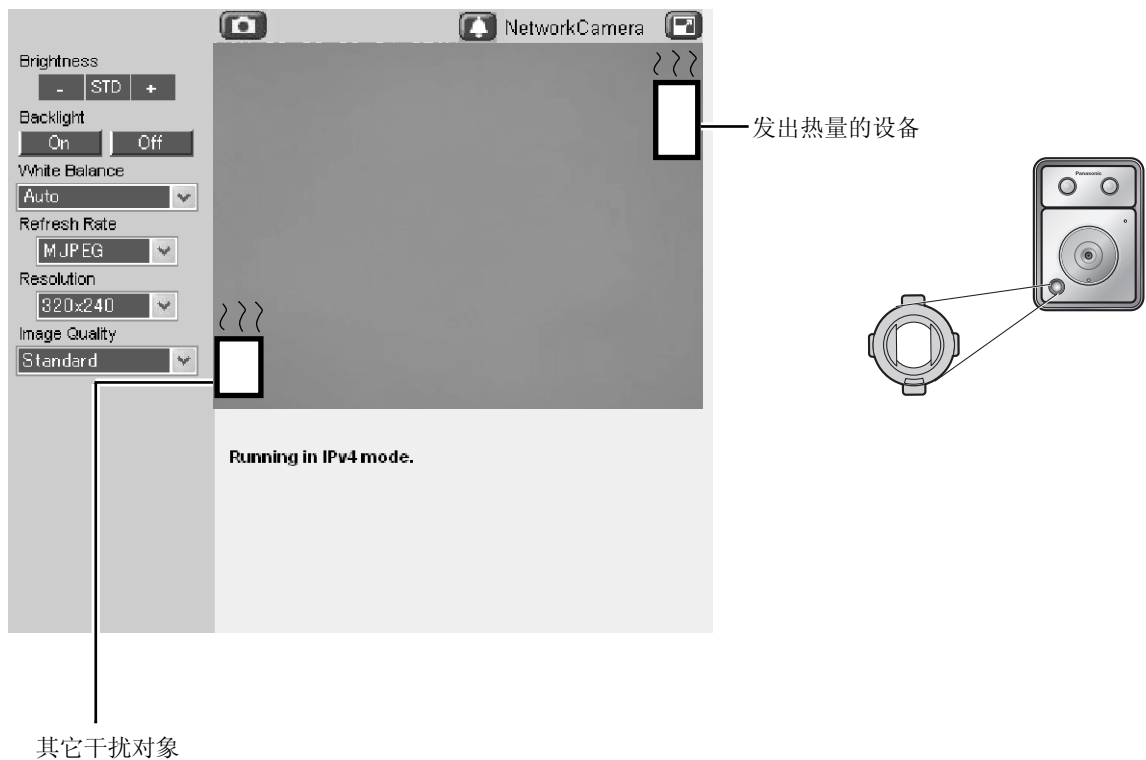 NetworkCamera
Brightness
- STD +
Backlight
On Off
White Balance
Auto
Refresh Rate
MJPEG
Resolution
320x240
Image Quality
Standard
Running in IPv4 mode.
发出热量的设备
Panasonic
其它干扰对象